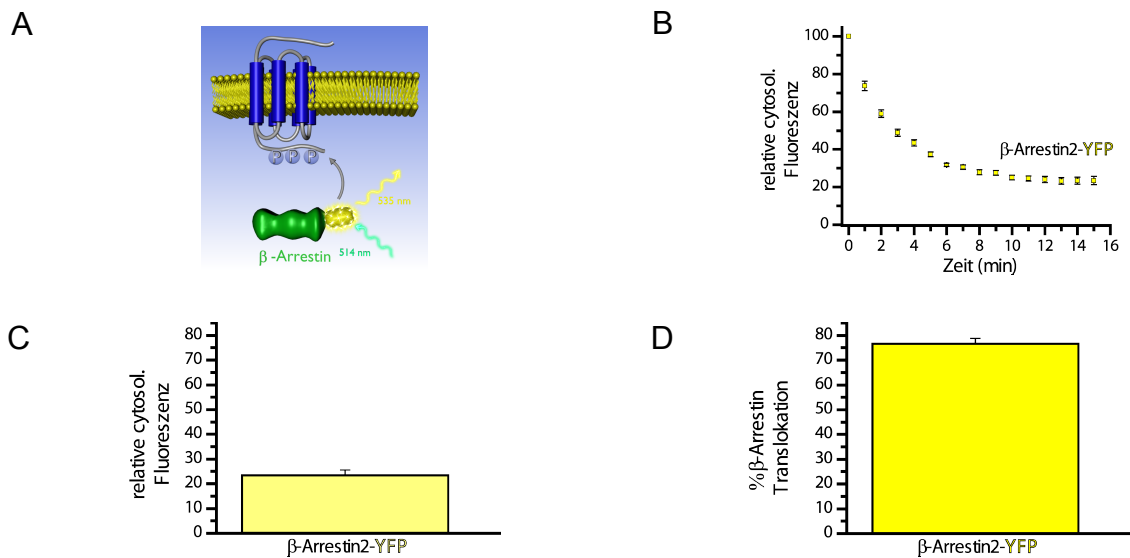 A
P P P
535 nm
β-Arrestin 514 nm
B
relative cytosol.
Fluoreszenz
100
80
60
40
20
0
β-Arrestin2-YFP
0 2 4 6 8 10 12 14 16
Zeit (min)
C
relative cytosol.
Fluoreszenz
80
70
60
50
40
30
20
10
0
β-Arrestin2-YFP
D
%β-Arrestin
Translokation
80
70
60
50
40
30
20
10
0
β-Arrestin2-YFP